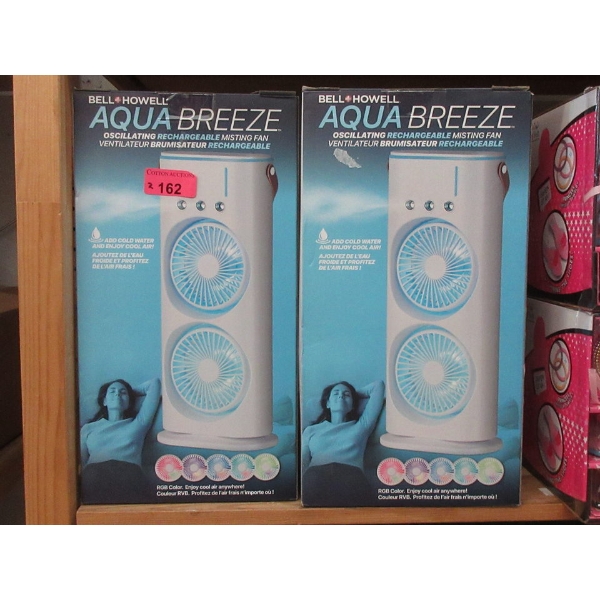 BELL+HOWELL
AQUA BREEZE™
OSCILLATING RECHARGEABLE MISTING FAN
VENTILATEUR BRUMISATEUR RECHARGEABLE
COTTON AUCTION
2 162
ADD COLD WATER
AND ENJOY COOL AIR!
AJOUTEZ DE L'EAU
FROIDE ET PROFITEZ
DE L'AIR FRAIS !
RGB Color. Enjoy cool air anywhere!
Couleur RVB. Profitez de l'air frais n'importe où !
BELL+HOWELL
AQUA BREEZE™
OSCILLATING RECHARGEABLE MISTING FAN
VENTILATEUR BRUMISATEUR RECHARGEABLE
ADD COLD WATER
AND ENJOY COOL AIR!
AJOUTEZ DE L'EAU
FROIDE ET PROFITEZ
DE L'AIR FRAIS !
RGB Color. Enjoy cool air anywhere!
Couleur RVB. Profitez de l'air frais n'importe où !